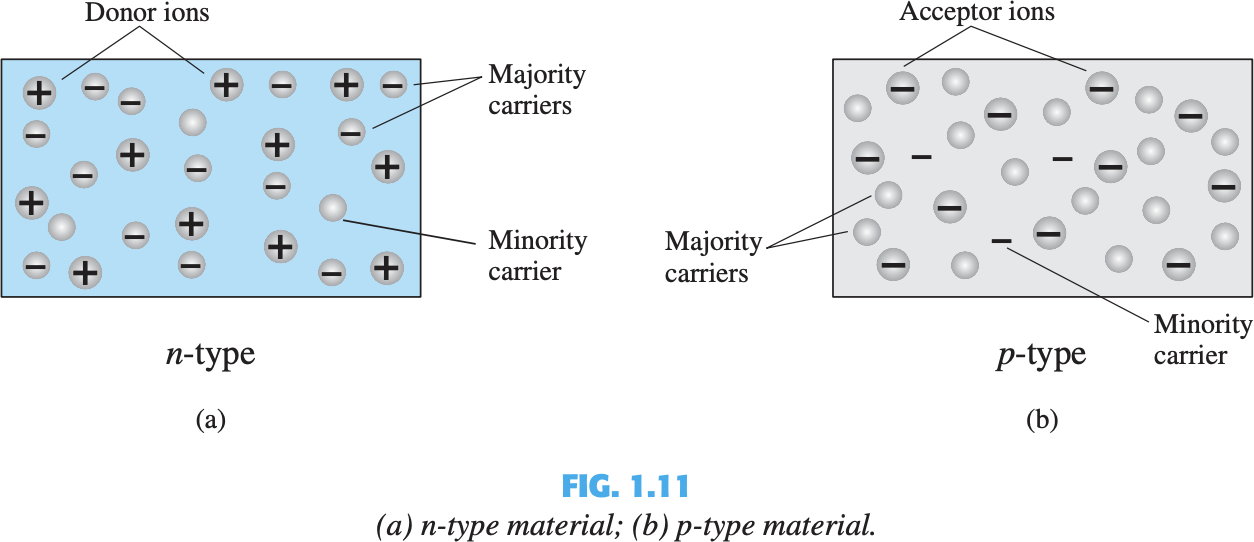 Donor ions
Majority
carriers
Minority
carrier
n-type
(a)
Acceptor ions
Majority
carriers
Minority
carrier
p-type
(b)
FIG. 1.11
(a) n-type material; (b) p-type material.